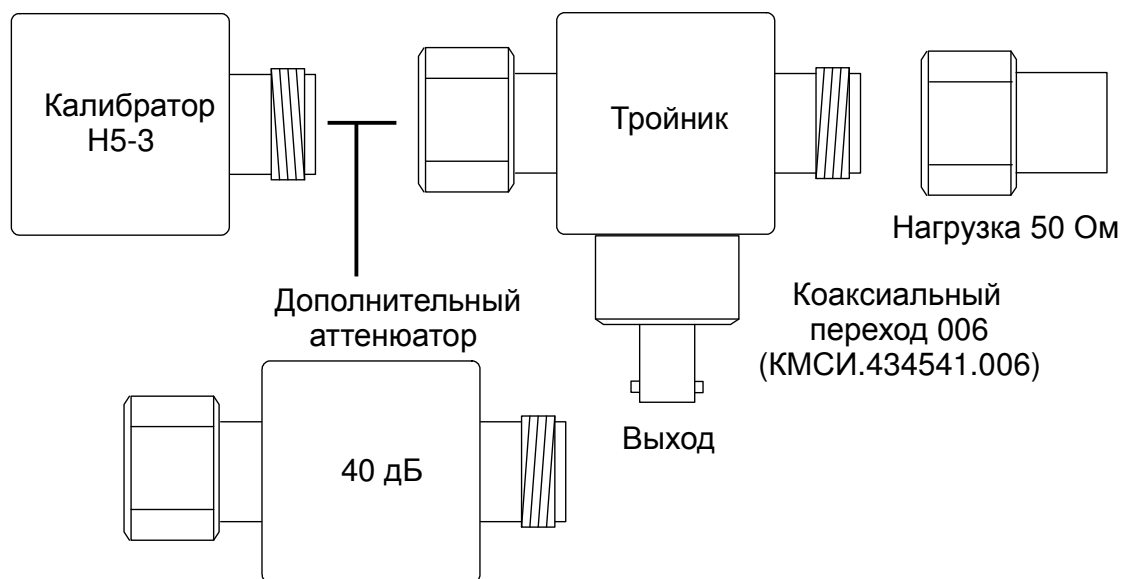 Калибратор
Н5-3
Тройник
Нагрузка 50 Ом
Дополнительный
аттенюатор
Коаксиальный
переход 006
(КМСИ.434541.006)
Выход
40 дБ